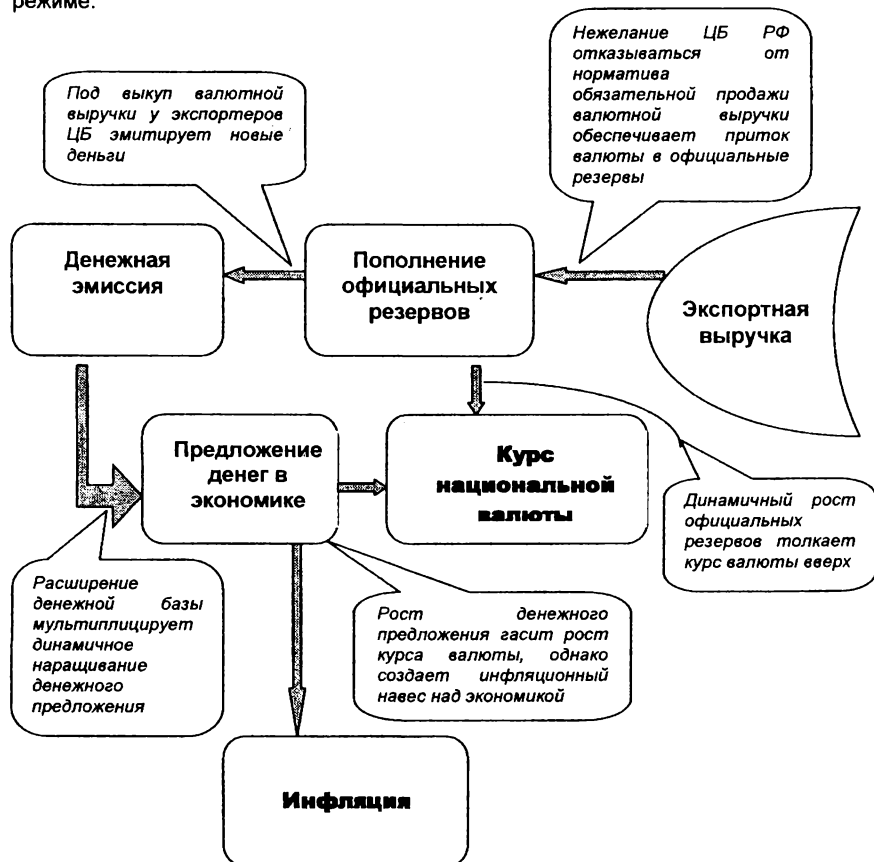 режиме.
Нежелание ЦБ РФ
отказываться от
норматива
обязательной продажи
валютной выручки
обеспечивает приток
валюты в официальные
резервы
Под выкуп валютной
выручки у экспортеров
ЦБ эмитирует новые
деньги
Денежная
эмиссия
Пополнение
официальных
резервов
Экспортная
выручка
Предложение
денег в
экономике
Курс
национальной
валюты
Динамичный рост
официальных
резервов толкает
курс валюты вверх
Расширение
денежной базы
мультиплицирует
динамичное
наращивание
денежного
предложения
Рост денежного
предложения гасит рост
курса валюты, однако
создает инфляционный
навес над экономикой
Инфляция